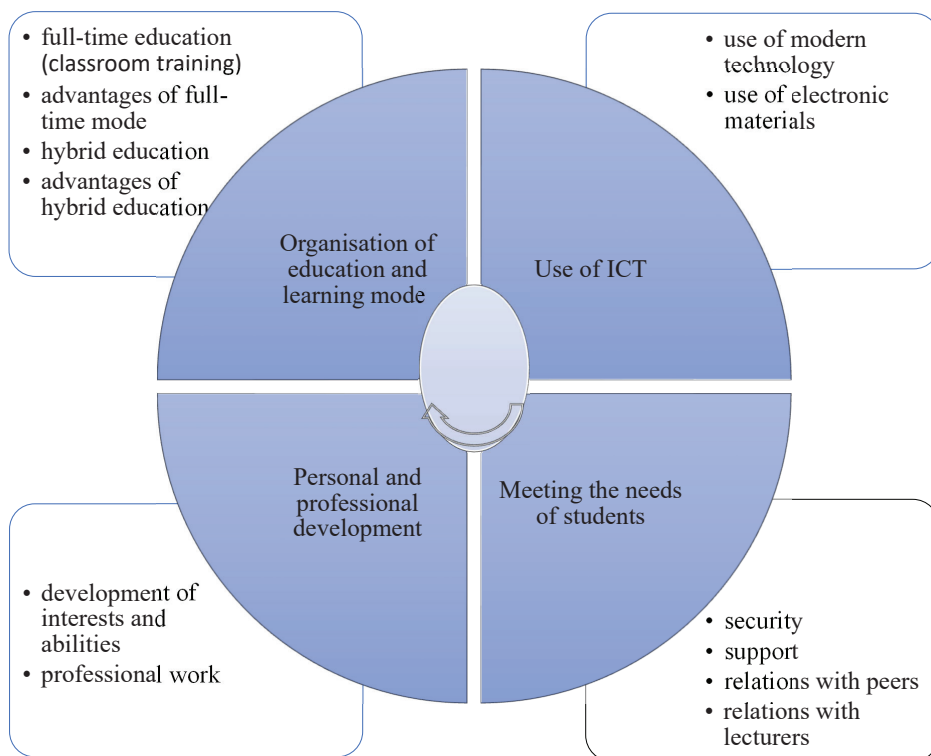 • full-time education
(classroom training)
• advantages of full-
time mode
• hybrid education
• advantages of
hybrid education
• use of modern
technology
• use of electronic
materials
Organisation of
education and
learning mode
Use of ICT
Personal and
professional
development
Meeting the needs
of students
• development of
interests and
abilities
• professional work
• security
• support
• relations with peers
• relations with
lecturers